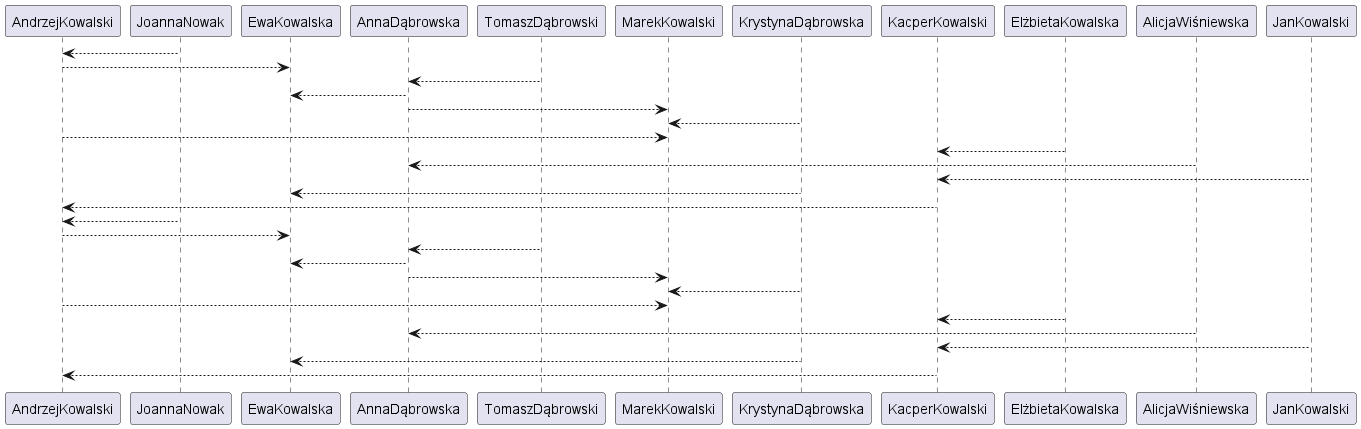 AndrzejKowalski JoannaNowak EwaKowalska AnnaDąbrowska TomaszDąbrowski MarekKowalski KrystynaDąbrowska KacperKowalski ElżbietaKowalska AlicjaWiśniewska JanKowalski
AndrzejKowalski JoannaNowak EwaKowalska AnnaDąbrowska TomaszDąbrowski MarekKowalski KrystynaDąbrowska KacperKowalski ElżbietaKowalska AlicjaWiśniewska JanKowalski